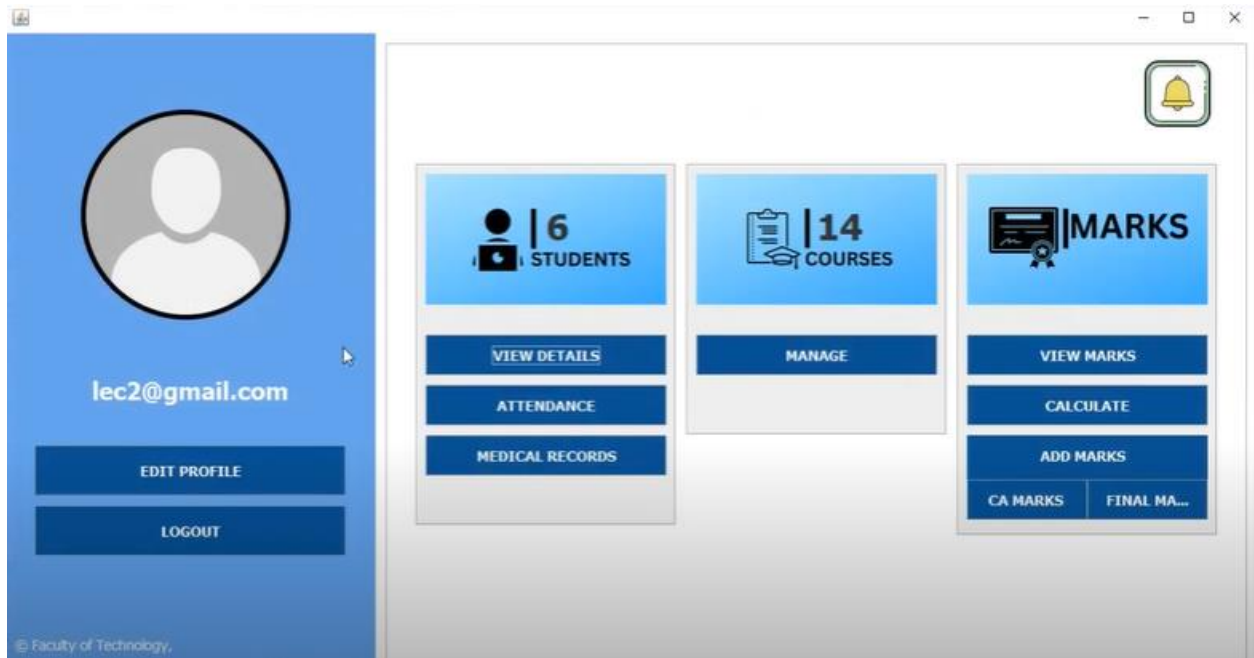 lec2@gmail.com
EDIT PROFILE
LOGOUT
© Faculty of Technology,
6
STUDENTS
VIEW DETAILS
ATTENDANCE
MEDICAL RECORDS
14
COURSES
MANAGE
MARKS
VIEW MARKS
CALCULATE
ADD MARKS
CA MARKS
FINAL MA...